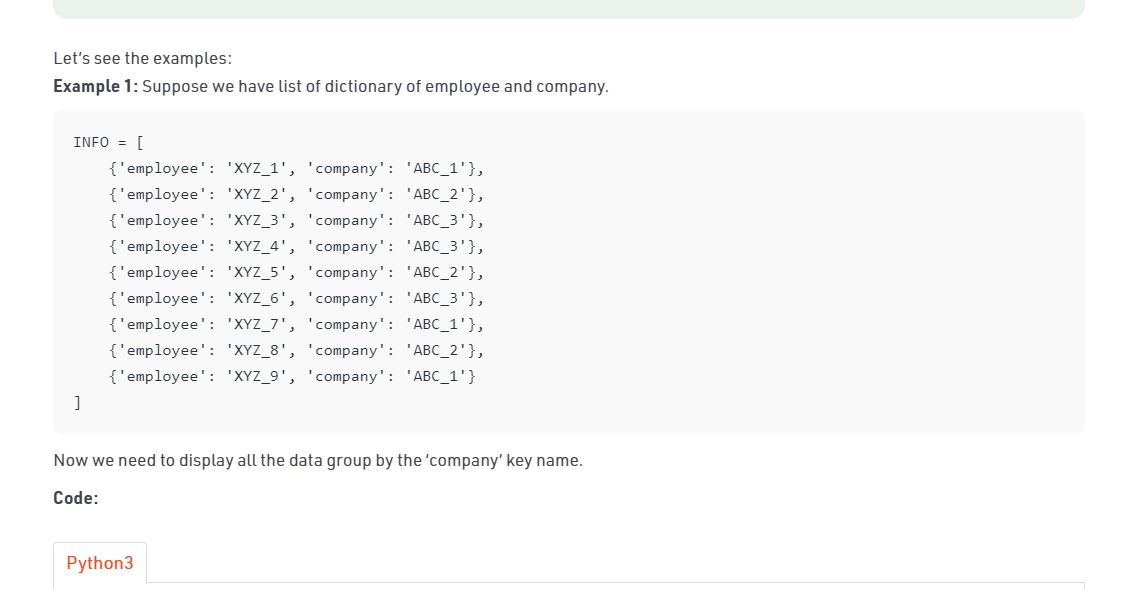 Let’s see the examples:
Example 1: Suppose we have list of dictionary of employee and company.
INFO = [
    {'employee': 'XYZ_1', 'company': 'ABC_1'},
    {'employee': 'XYZ_2', 'company': 'ABC_2'},
    {'employee': 'XYZ_3', 'company': 'ABC_3'},
    {'employee': 'XYZ_4', 'company': 'ABC_3'},
    {'employee': 'XYZ_5', 'company': 'ABC_2'},
    {'employee': 'XYZ_6', 'company': 'ABC_3'},
    {'employee': 'XYZ_7', 'company': 'ABC_1'},
    {'employee': 'XYZ_8', 'company': 'ABC_2'},
    {'employee': 'XYZ_9', 'company': 'ABC_1'}
]
Now we need to display all the data group by the ‘company’ key name.
Code:
Python3